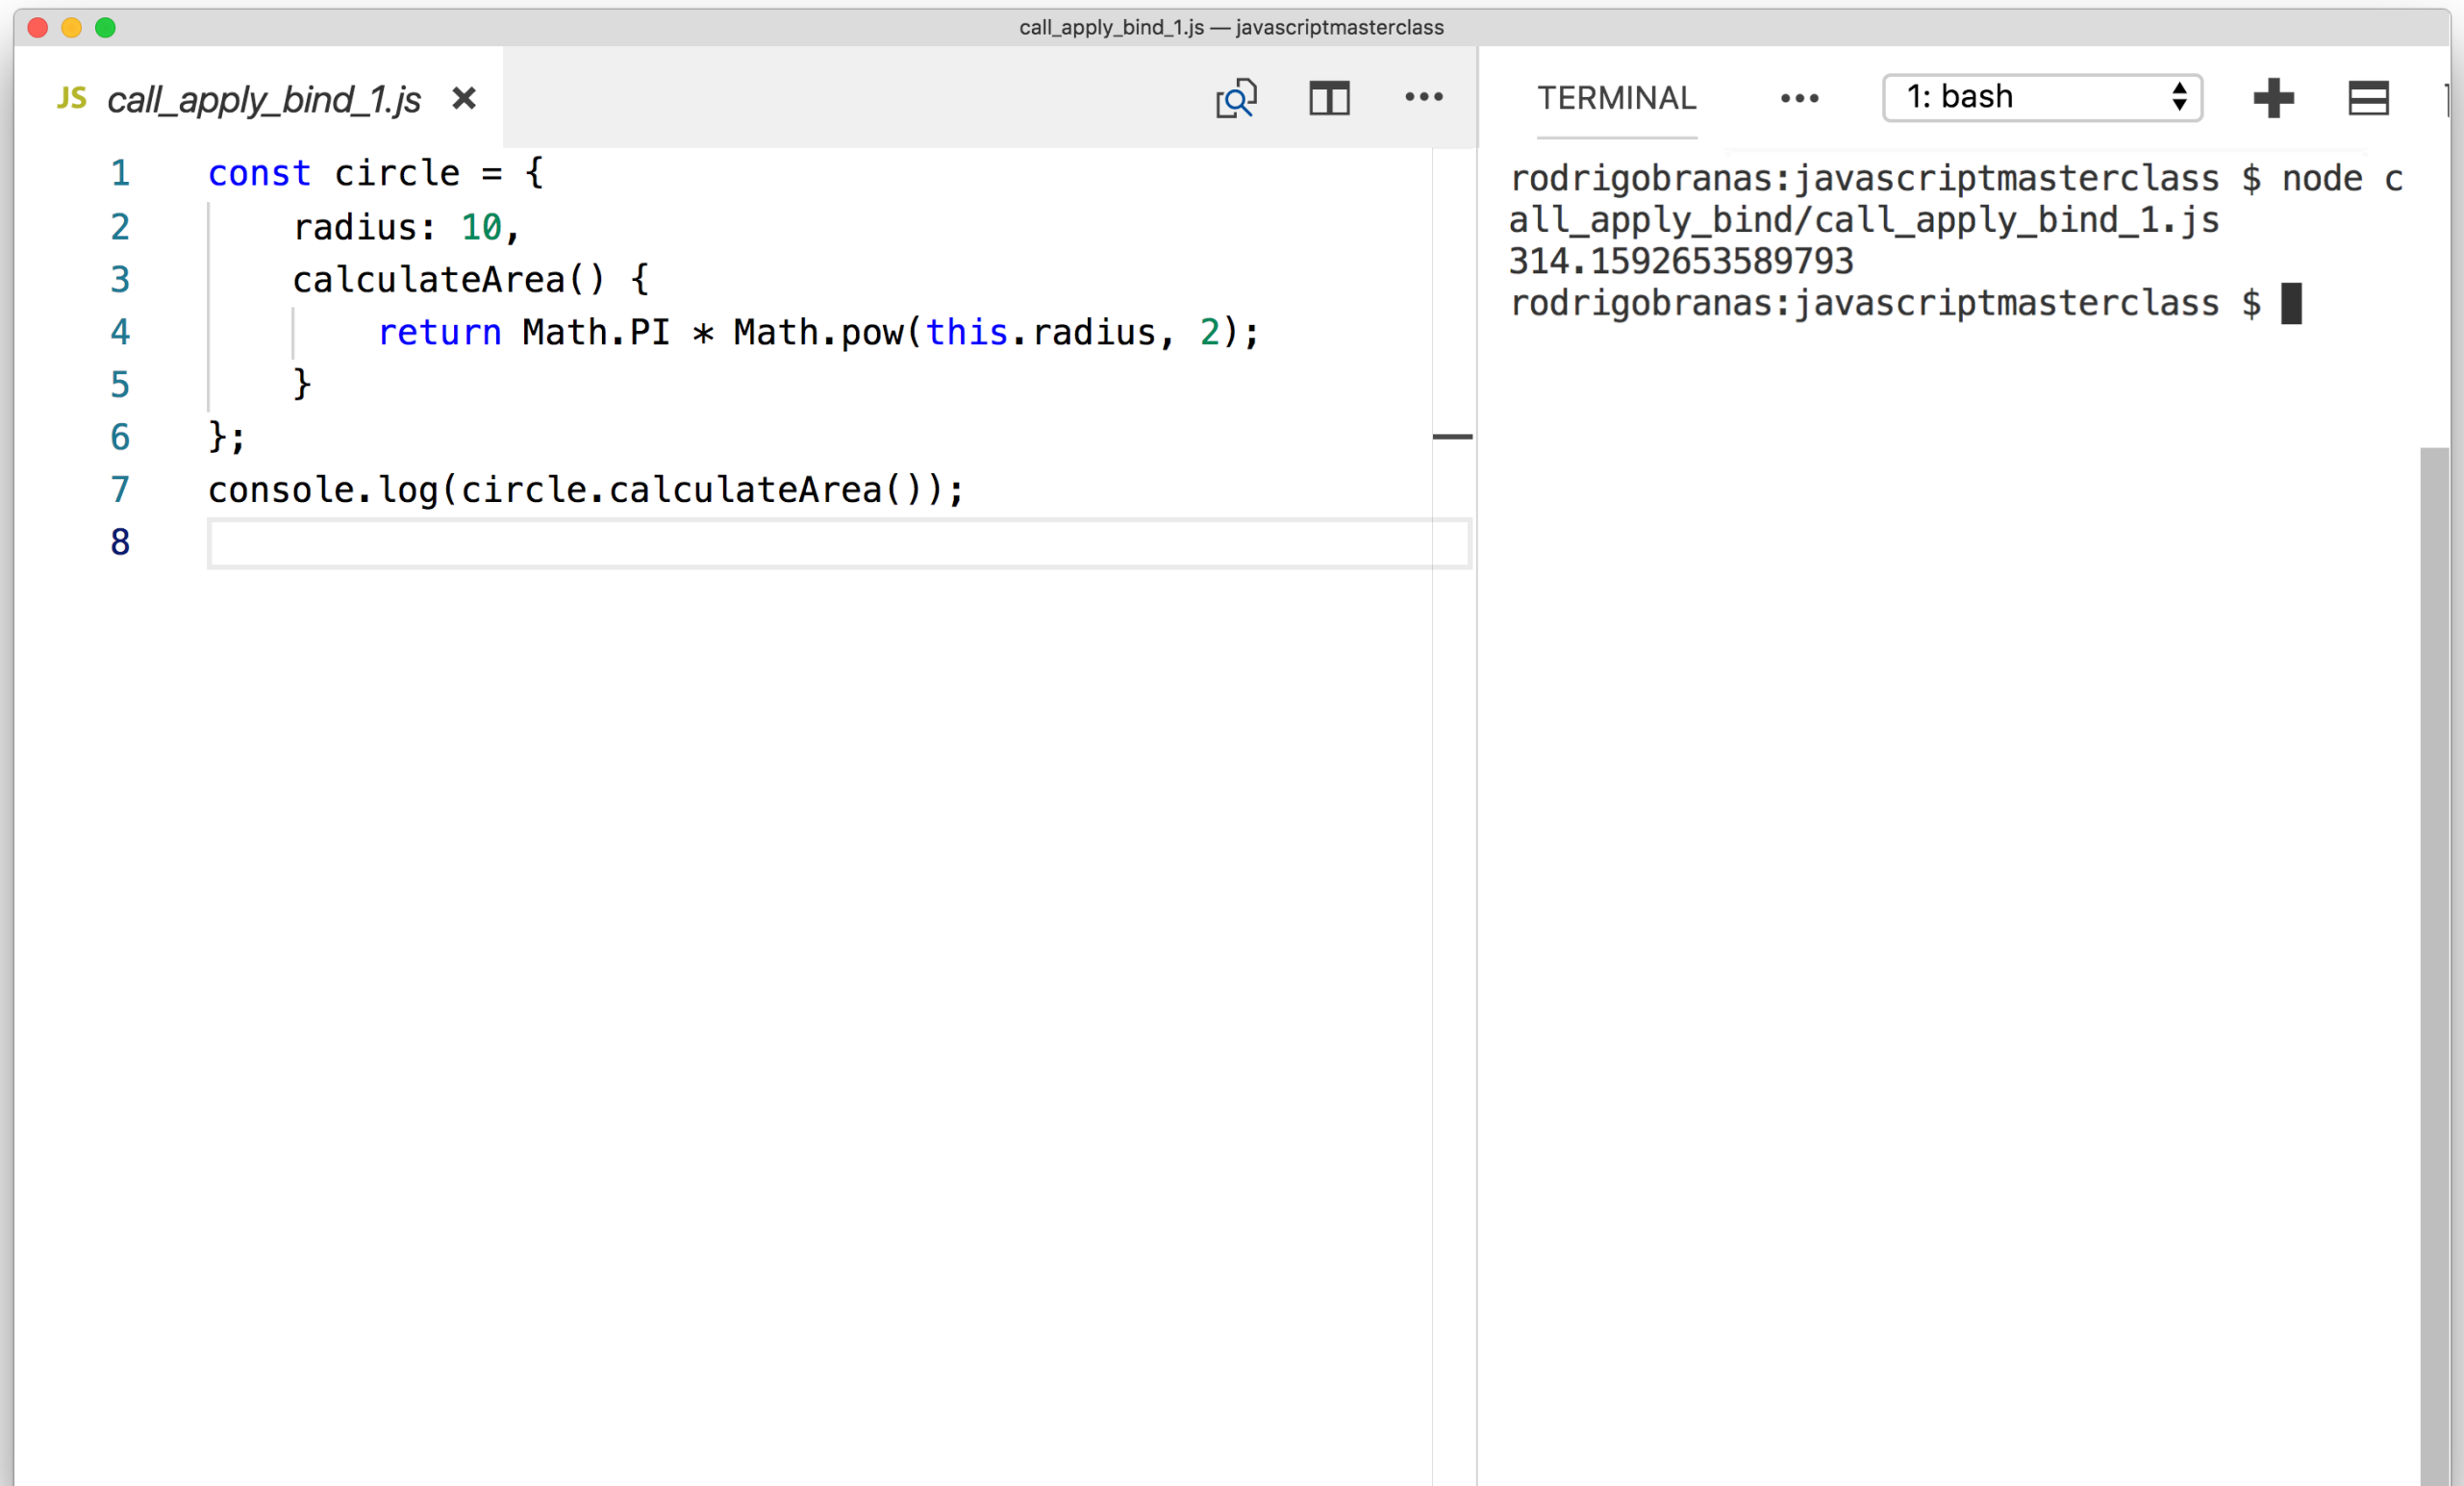 call_apply_bind_1.js — javascriptmasterclass
JS call_apply_bind_1.js
1 const circle = {
2     radius: 10,
3     calculateArea() {
4         return Math.PI * Math.pow(this.radius, 2);
5     }
6 };
7 console.log(circle.calculateArea());
8
TERMINAL
1: bash
rodrigobranas:javascriptmasterclass $ node c
all_apply_bind/call_apply_bind_1.js
314.1592653589793
rodrigobranas:javascriptmasterclass $